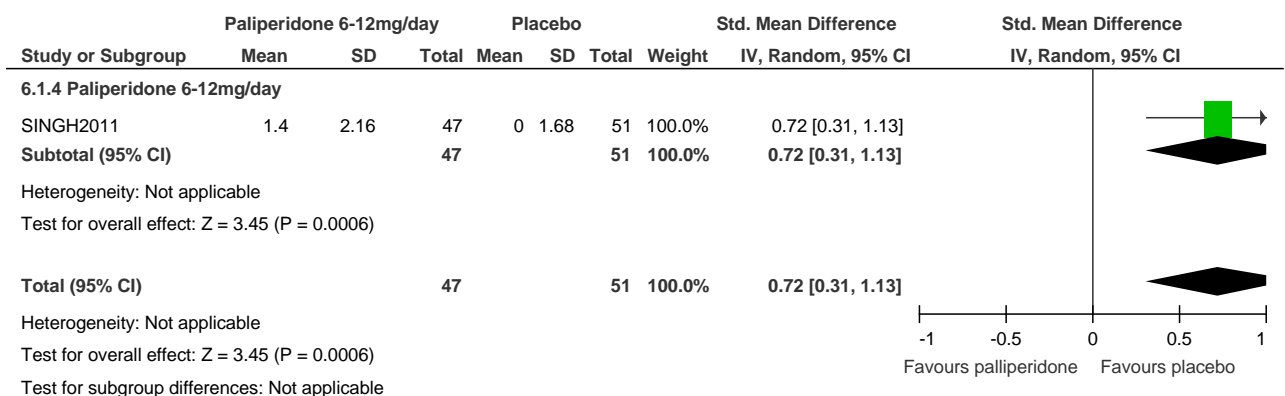 Paliperidone 6-12mg/day Placebo Std. Mean Difference Std. Mean Difference
Study or Subgroup Mean SD Total Mean SD Total Weight IV, Random, 95% CI IV, Random, 95% CI
6.1.4 Paliperidone 6-12mg/day
SINGH2011 1.4 2.16 47 0 1.68 51 100.0% 0.72 [0.31, 1.13]
Subtotal (95% CI) 47 51 100.0% 0.72 [0.31, 1.13]
Heterogeneity: Not applicable
Test for overall effect: Z = 3.45 (P = 0.0006)
Total (95% CI) 47 51 100.0% 0.72 [0.31, 1.13]
Heterogeneity: Not applicable
Test for overall effect: Z = 3.45 (P = 0.0006)
Test for subgroup differences: Not applicable
-1 -0.5 0 0.5 1
Favours palliperidone Favours placebo